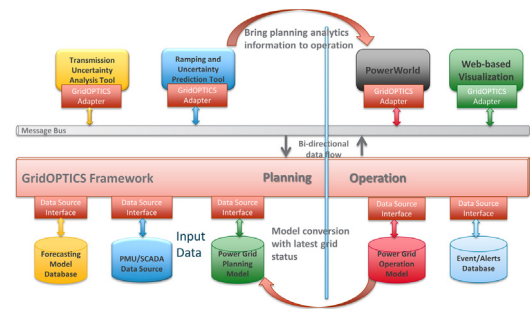 Bring planning analytics
information to operation
Transmission
Uncertainty
Analysis Tool
GridOPTICS
Adapter
Ramping and
Uncertainty
Prediction Tool
GridOPTICS
Adapter
PowerWorld
GridOPTICS
Adapter
Web-based
Visualization
GridOPTICS
Adapter
Message Bus
Bi-directional
data flow
GridOPTICS Framework
Planning
Operation
Data Source
Interface
Data Source
Interface
Data Source
Interface
Data Source
Interface
Data Source
Interface
Input
Data
Model conversion
with latest grid
status
Forecasting
Model
Database
PMU/SCADA
Data Source
Power Grid
Planning
Model
Power Grid
Operation
Model
Event/Alerts
Database